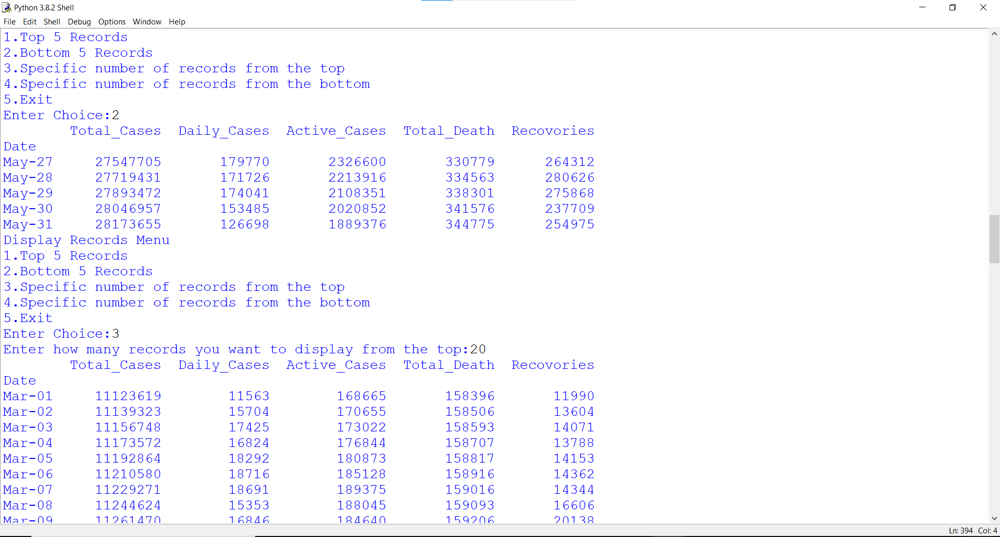 Python 3.8.2 Shell
File Edit Shell Debug Options Window Help
1.Top 5 Records
2.Bottom 5 Records
3.Specific number of records from the top
4.Specific number of records from the bottom
5.Exit
Enter Choice:2
Total_Cases Daily_Cases Active_Cases Total_Death Recovories
Date
May-27 27547705 179770 2326600 330779 264312
May-28 27719431 171726 2213916 334563 280626
May-29 27893472 174041 2108351 338301 275868
May-30 28046957 153485 2020852 341576 237709
May-31 28173655 126698 1889376 344775 254975
Display Records Menu
1.Top 5 Records
2.Bottom 5 Records
3.Specific number of records from the top
4.Specific number of records from the bottom
5.Exit
Enter Choice:3
Enter how many records you want to display from the top:20
Total_Cases Daily_Cases Active_Cases Total_Death Recovories
Date
Mar-01 11123619 11563 168665 158396 11990
Mar-02 11139323 15704 170655 158506 13604
Mar-03 11156748 17425 173022 158593 14071
Mar-04 11173572 16824 176844 158707 13788
Mar-05 11192864 18292 180873 158817 14153
Mar-06 11210580 18716 185128 158916 14362
Mar-07 11229271 18691 189375 159016 14344
Mar-08 11244624 15353 188045 159093 16606
Mar-09 11261470 16846 184640 159206 20138
Ln: 394 Col: 4